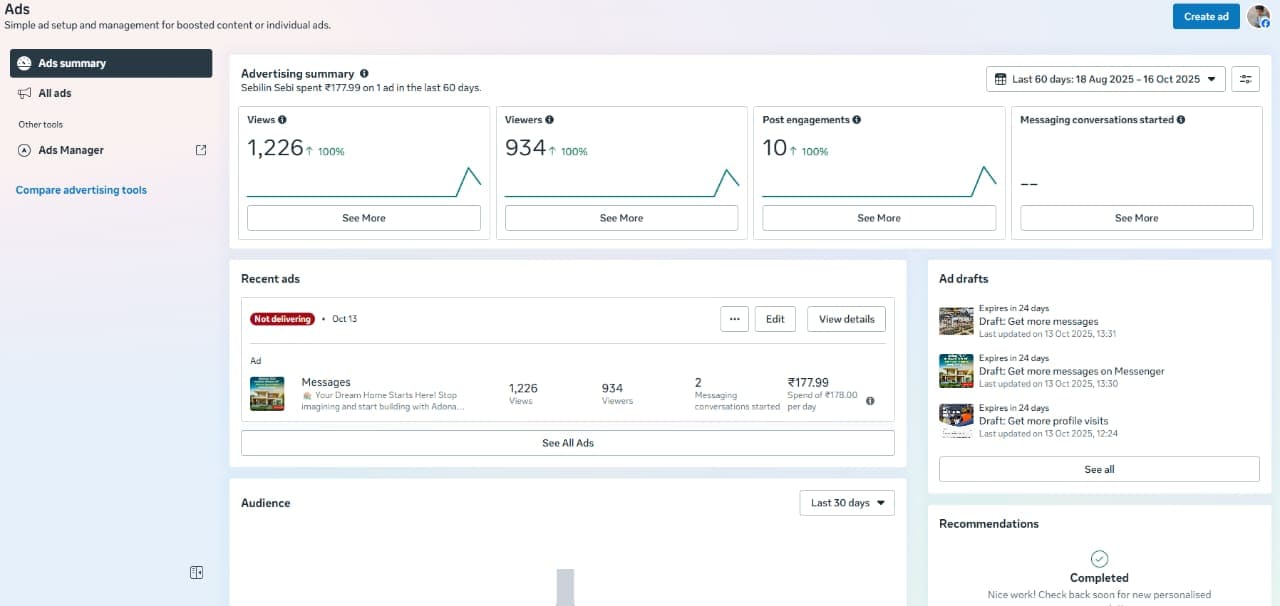 Ads
Simple ad setup and management for boosted content or individual ads.
Create ad
Ads summary
All ads
Other tools
Ads Manager
Compare advertising tools
Advertising summary
Sebilin Sebi spent ₹177.99 on 1 ad in the last 60 days.
Last 60 days: 18 Aug 2025 – 16 Oct 2025
Views
1,226 ↑ 100%
See More
Viewers
934 ↑ 100%
See More
Post engagements
10 ↑ 100%
See More
Messaging conversations started
--
See More
Recent ads
Not delivering • Oct 13
Edit
View details
Ad
Messages
Your Dream Home Starts Here! Stop
imagining and start building with Adona...
1,226
Views
934
Viewers
2
Messaging
conversations started
₹177.99
Spend of ₹178.00
per day
See All Ads
Ad drafts
Expires in 24 days
Draft: Get more messages
Last updated on 13 Oct 2025, 13:31
Expires in 24 days
Draft: Get more messages on Messenger
Last updated on 13 Oct 2025, 13:30
Expires in 24 days
Draft: Get more profile visits
Last updated on 13 Oct 2025, 12:24
See all
Audience
Last 30 days
Recommendations
Completed
Nice work! Check back soon for new personalised